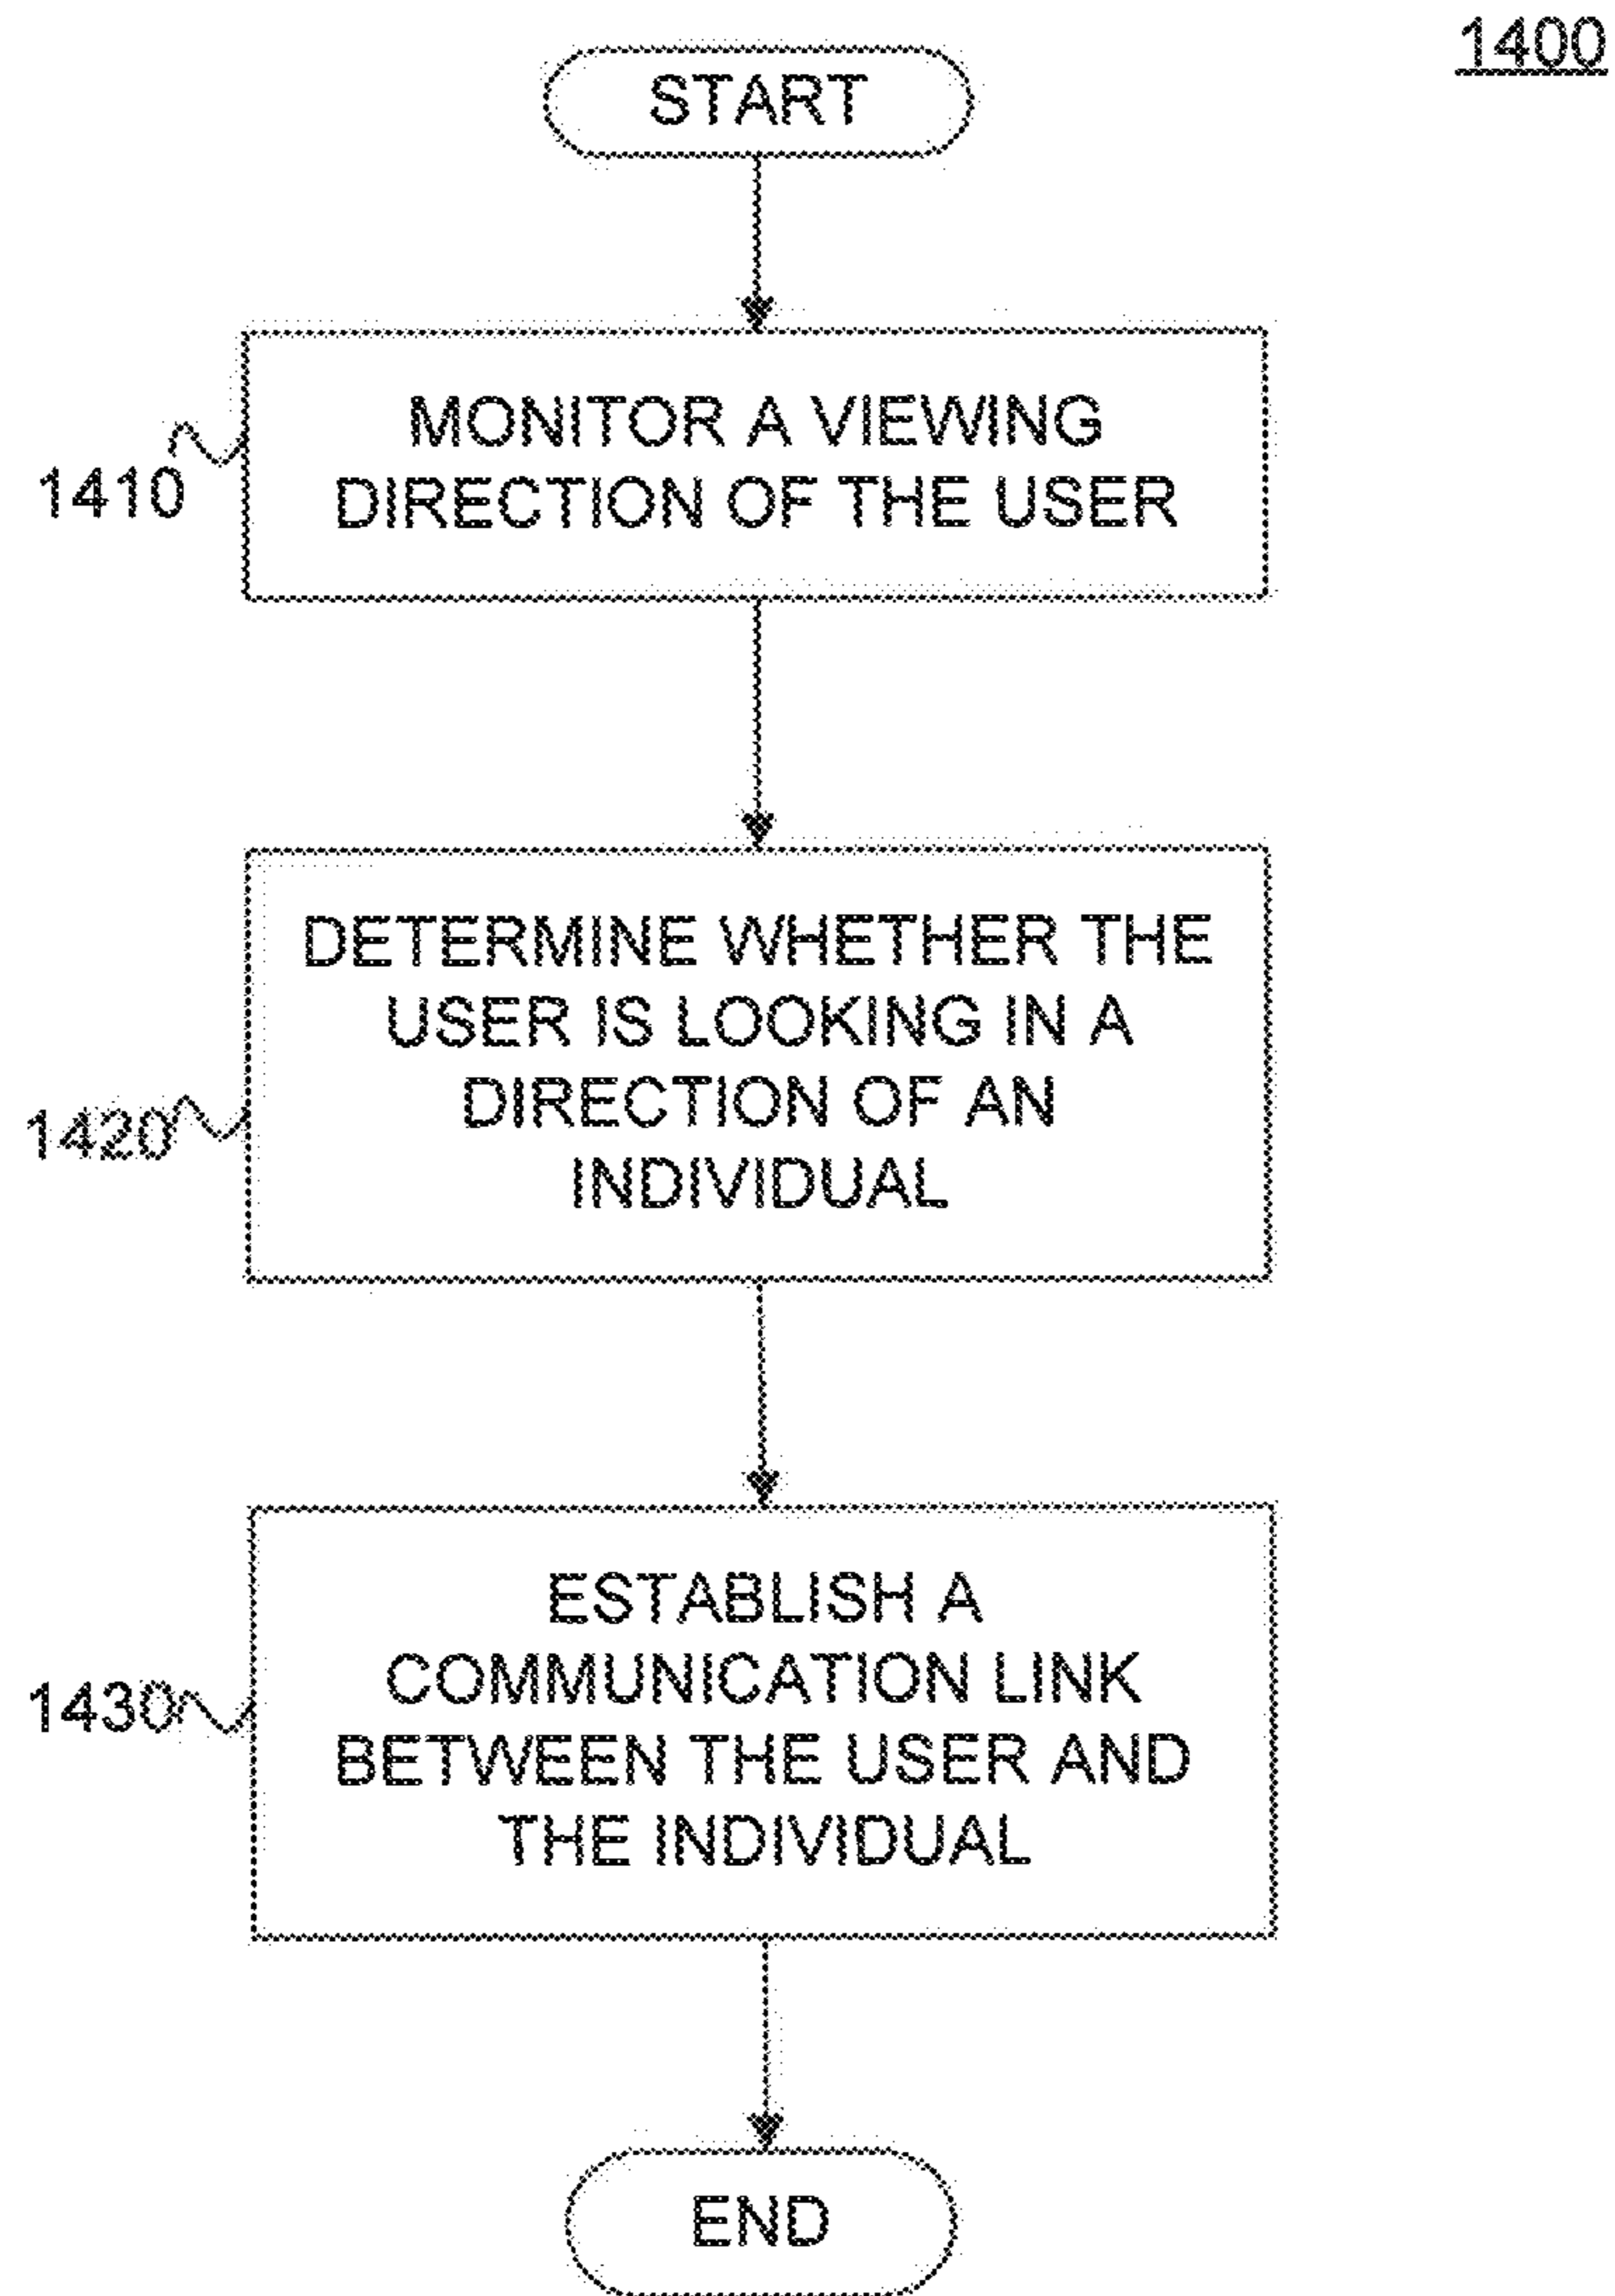 1400
START
MONITOR A VIEWING
DIRECTION OF THE USER
1410
DETERMINE WHETHER THE
USER IS LOOKING IN A
DIRECTION OF AN
INDIVIDUAL
1420
ESTABLISH A
COMMUNICATION LINK
BETWEEN THE USER AND
THE INDIVIDUAL
1430
END